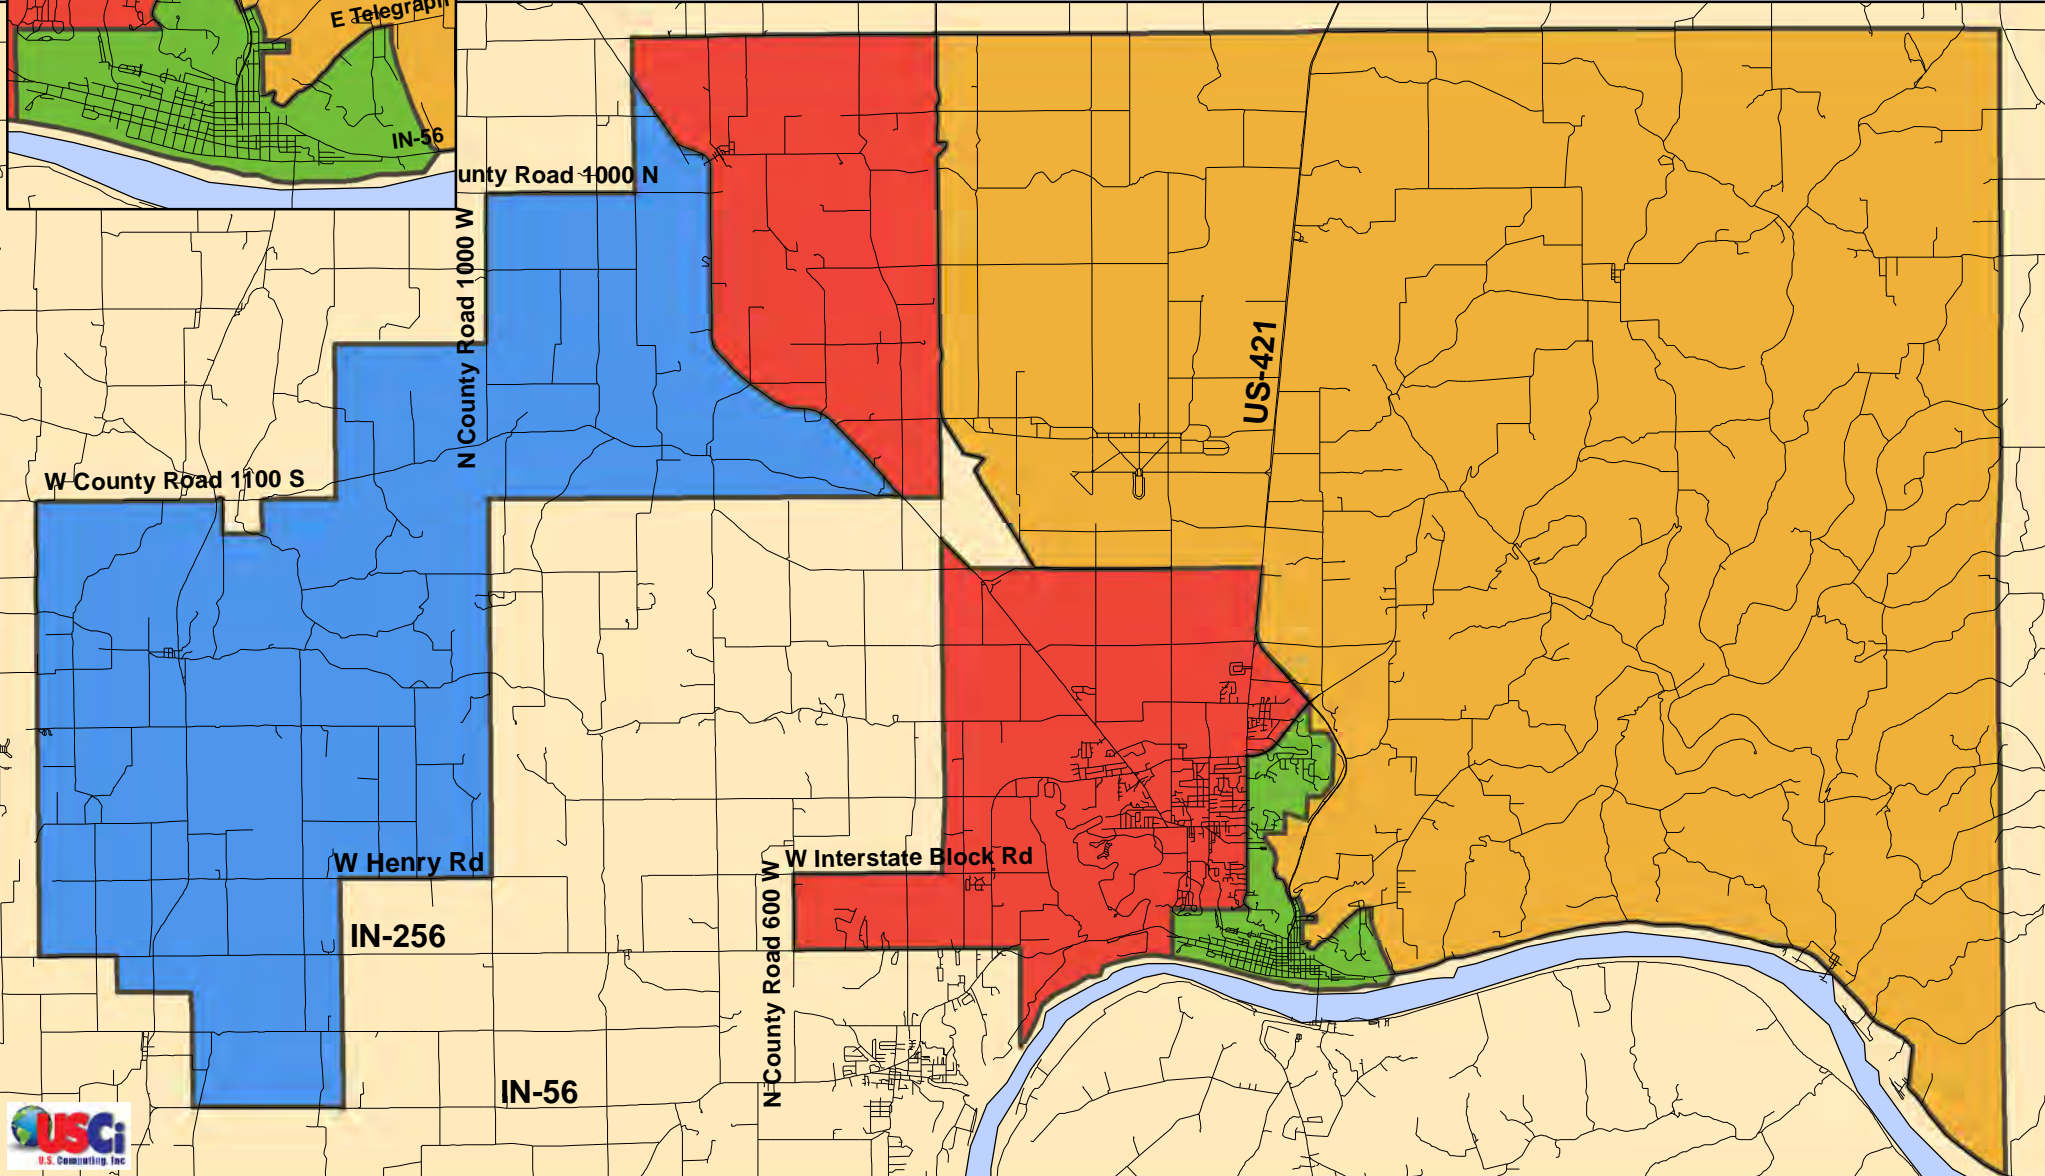 E Telegraph
IN-56
unty Road 1000 N
N County Road 1000 W
US-421
W County Road 1100 S
W Henry Rd
W Interstate Block Rd
IN-256
N County Road 600 W
IN-56
USCi
U.S. Computing, Inc